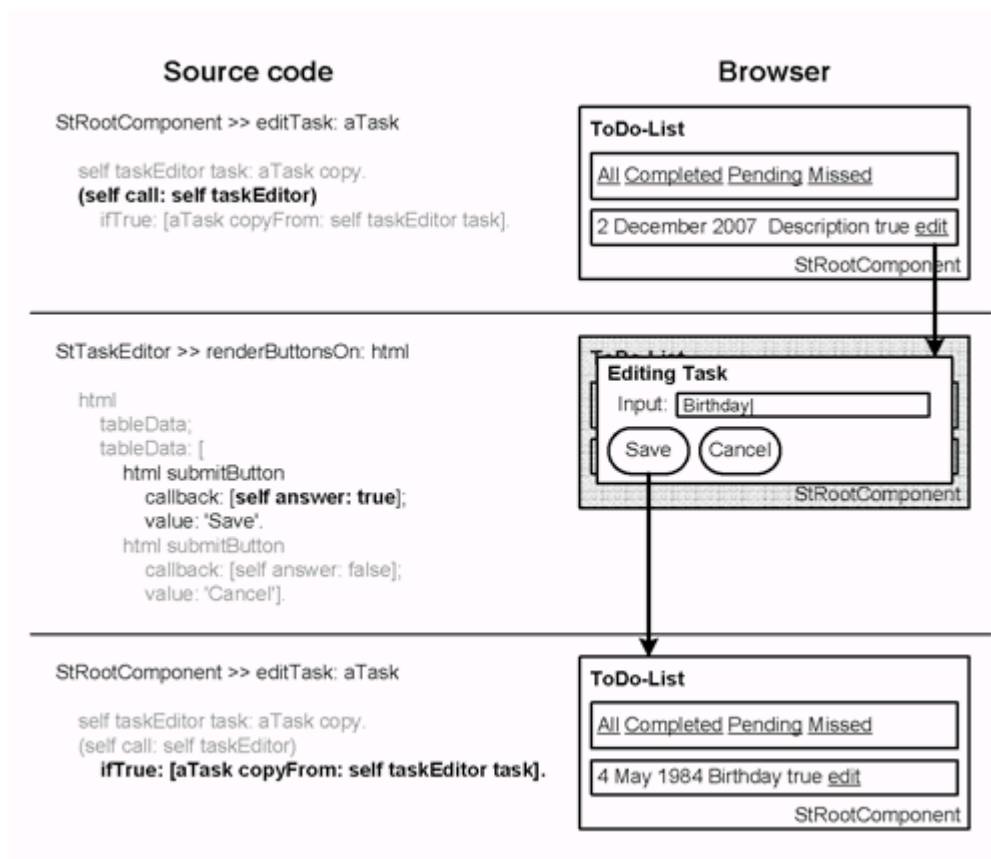 Source code
Browser
StRootComponent >> editTask: aTask
self taskEditor task: aTask copy.
(self call: self taskEditor)
ifTrue: [aTask copyFrom: self taskEditor task].
ToDo-List
All Completed Pending Missed
2 December 2007 Description true edit
StRootComponent
StTaskEditor >> renderButtonsOn: html
html
tableData;
tableData: [
html submitButton
callback: [self answer: true];
value: 'Save'.
html submitButton
callback: [self answer: false];
value: 'Cancel'].
ToDo-List
Editing Task
Input: Birthday|
Save Cancel
StRootComponent
StRootComponent >> editTask: aTask
self taskEditor task: aTask copy.
(self call: self taskEditor)
ifTrue: [aTask copyFrom: self taskEditor task].
ToDo-List
All Completed Pending Missed
4 May 1984 Birthday true edit
StRootComponent